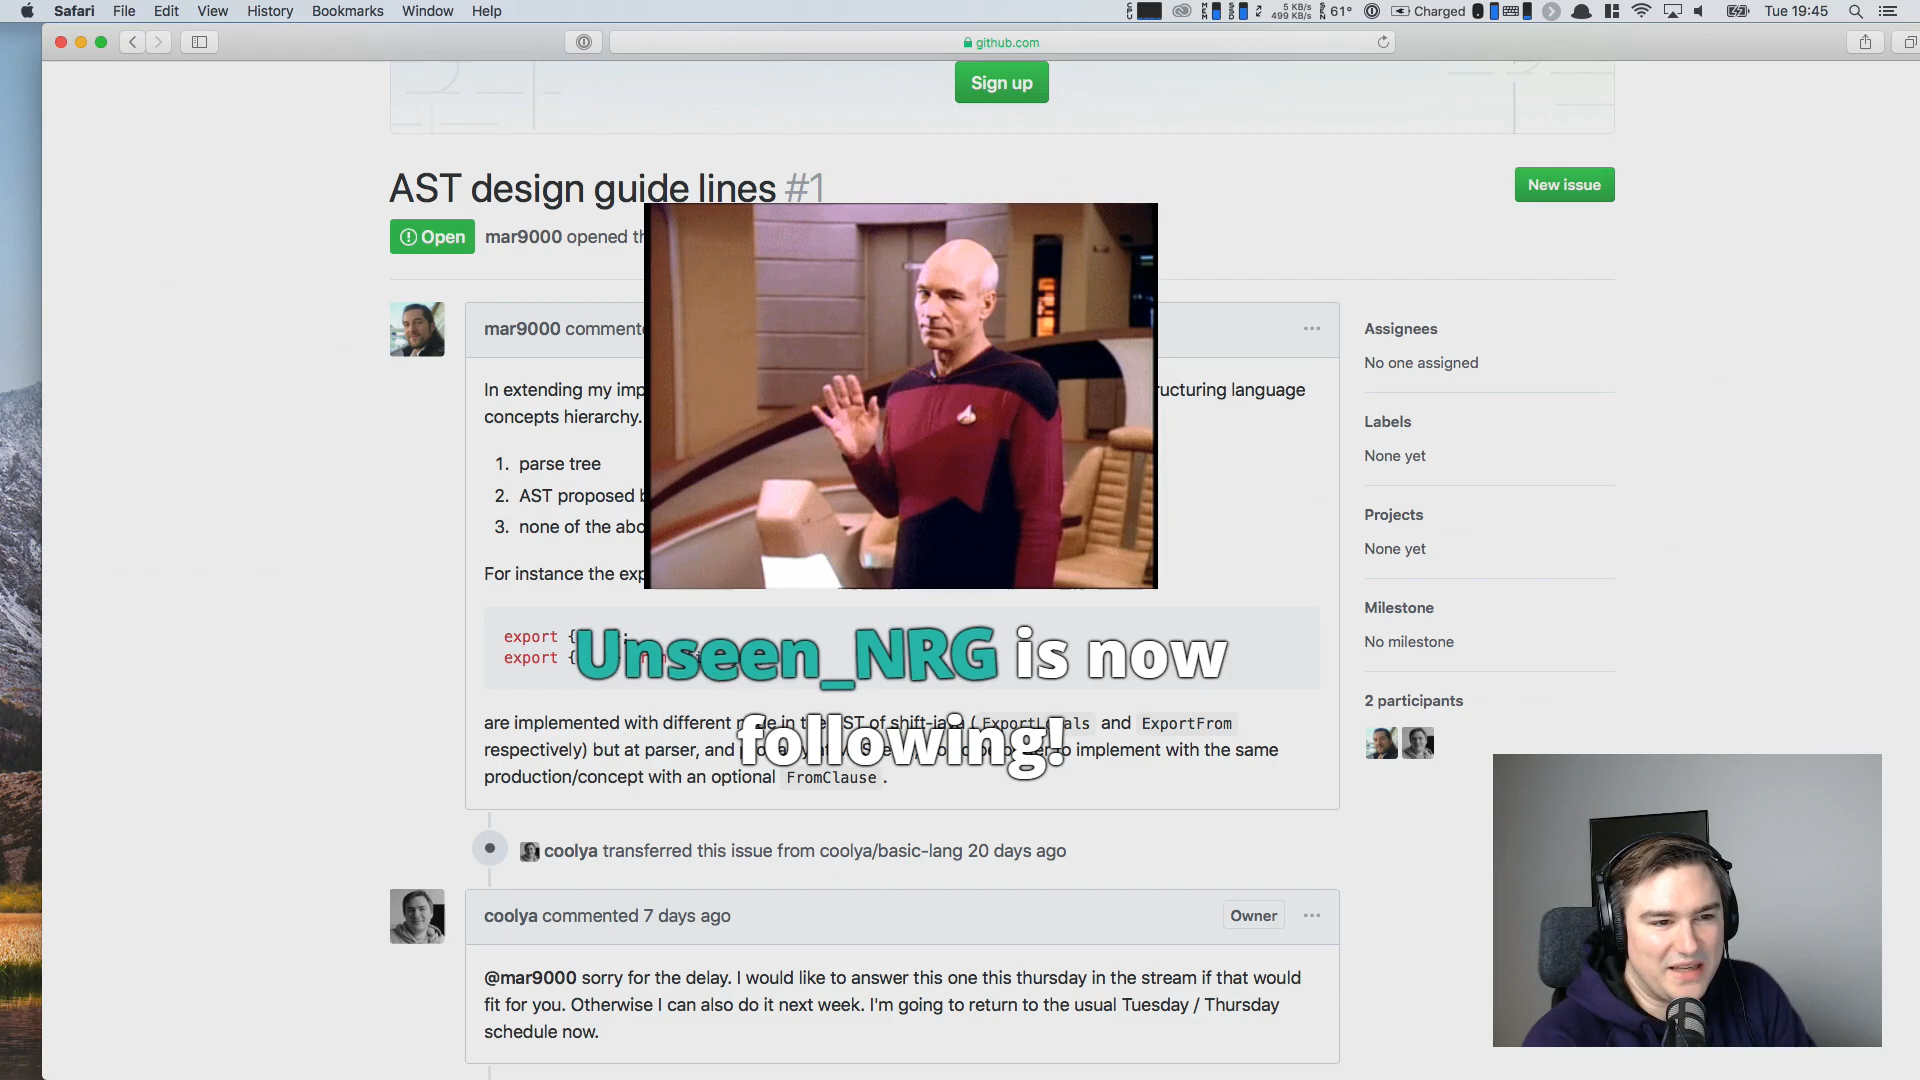 Safari File Edit View History Bookmarks Window Help
5 KB/s
499 KB/s
61° Charged Tue 19:45
github.com
Sign up
AST design guide lines #1
New issue
Open mar9000 opened
mar9000
In extending my
ructuring language
concepts hierarchy.
1. parse tree
2. AST proposed
3. none of the
For instance the
export {
export {
Unseen_NRG is now
following!
are implemented with different
ExportLocals and ExportFrom
respectively) but at parser, and
implement with the same
production/concept with an optional FromClause.
coolya transferred this issue from coolya/basic-lang 20 days ago
coolya commented 7 days ago
Owner
@mar9000 sorry for the delay. I would like to answer this one this thursday in the stream if that would
fit for you. Otherwise I can also do it next week. I'm going to return to the usual Tuesday / Thursday
schedule now.
Assignees
No one assigned
Labels
None yet
Projects
None yet
Milestone
No milestone
2 participants